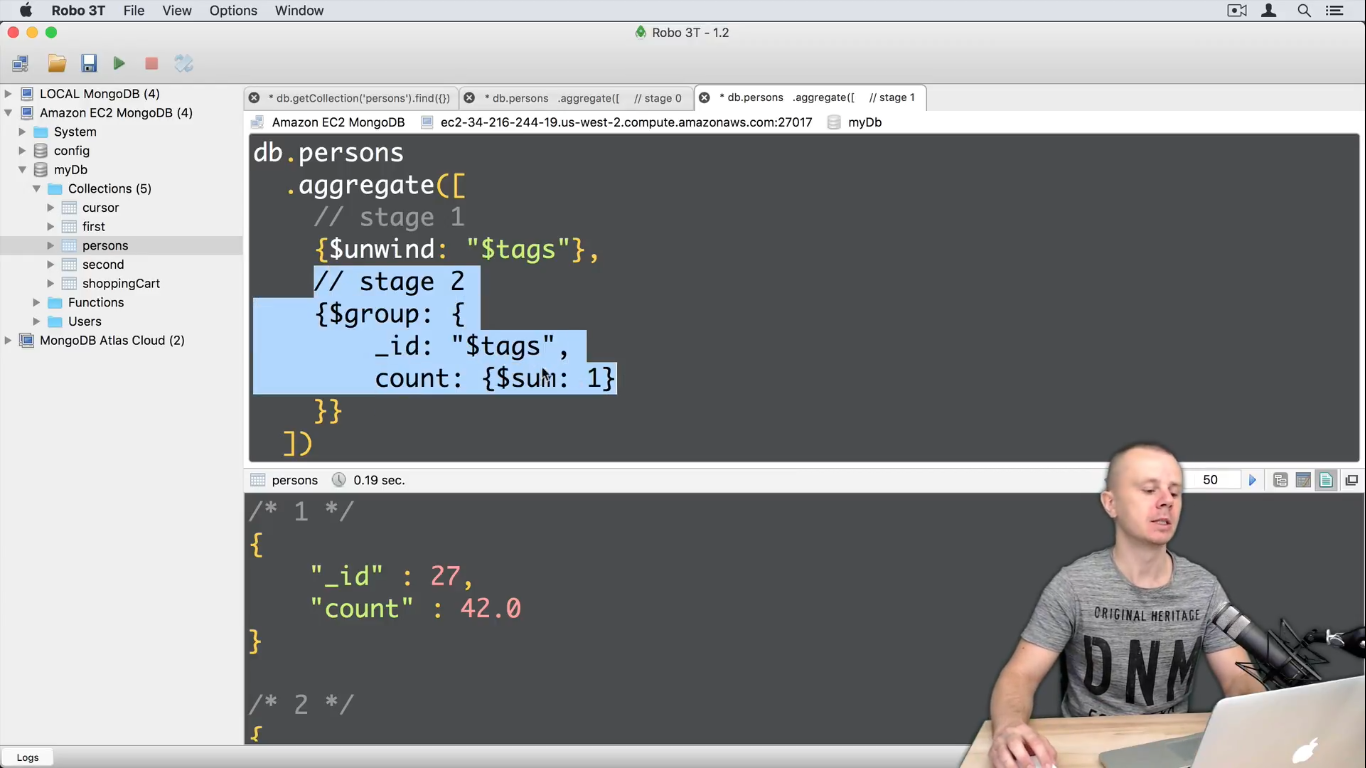 Robo 3T File View Options Window
Robo 3T - 1.2
LOCAL MongoDB (4)
Amazon EC2 MongoDB (4)
System
config
myDb
Collections (5)
cursor
first
persons
second
shoppingCart
Functions
Users
MongoDB Atlas Cloud (2)
* db.getCollection('persons').find({}) * db.persons .aggregate([ // stage 0 * db.persons .aggregate([ // stage 1
Amazon EC2 MongoDB ec2-34-216-244-19.us-west-2.compute.amazonaws.com:27017 myDb
db.persons
.aggregate([
// stage 1
{$unwind: "$tags"},
// stage 2
{$group: {
_id: "$tags",
count: {$sum: 1}
}}
])
persons 0.19 sec. 50
/* 1 */
{
"_id" : 27,
"count" : 42.0
}
/* 2 */
{
ORIGINAL HERITAGE
DNM
Logs